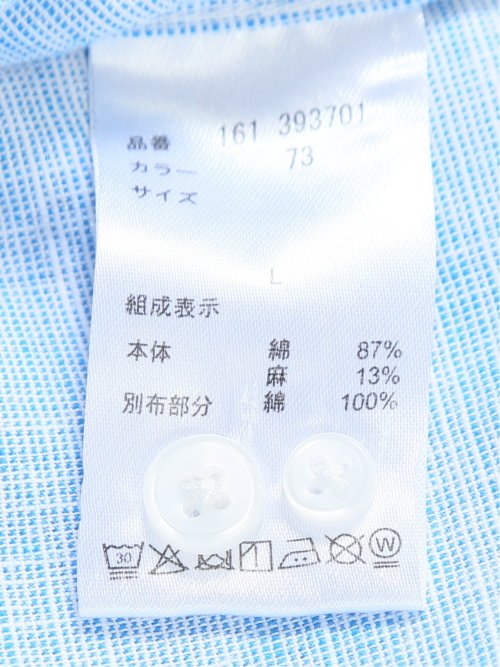 品番 161 393701
カラー 73
サイズ
L
組成表示
本体 綿 87%
麻 13%
別布部分 綿 100%
30
W